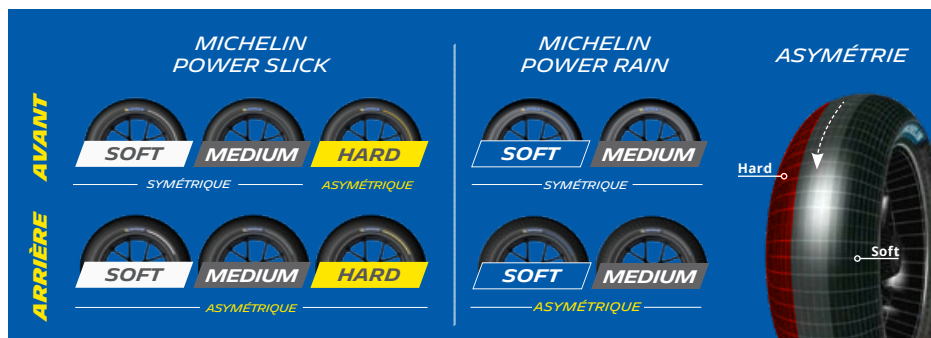 MICHELIN
POWER SLICK
MICHELIN
POWER RAIN
ASYMÉTRIE
AVANT
SOFT
MEDIUM
HARD
SOFT
MEDIUM
SYMÉTRIQUE
ASYMÉTRIQUE
SYMÉTRIQUE
Hard
ARRIÈRE
SOFT
MEDIUM
HARD
SOFT
MEDIUM
Soft
ASYMÉTRIQUE
ASYMÉTRIQUE